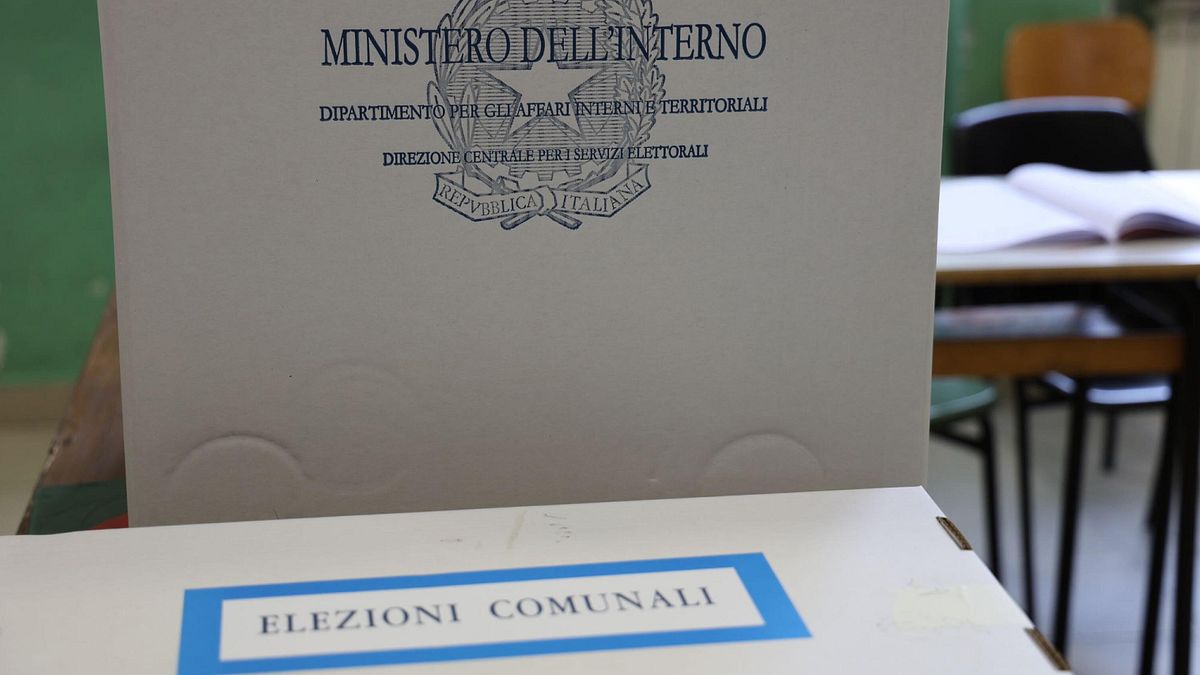 MINISTERO DELL'INTERNO
DIPARTIMENTO PER GLI AFFARI INTERNI E TERRITORIALI
DIREZIONE CENTRALE PER I SERVIZI ELETTORALI
REPVBBLICA ITALIANA
ELEZIONI COMUNALI